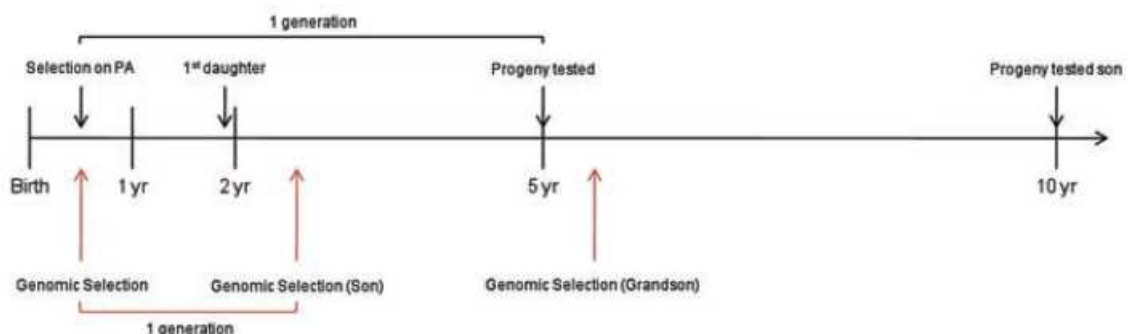 1 generation
Selection on PA
1st daughter
Progeny tested
Progeny tested son
Birth
1 yr
2 yr
5 yr
10 yr
Genomic Selection
Genomic Selection (Son)
Genomic Selection (Grandson)
1 generation